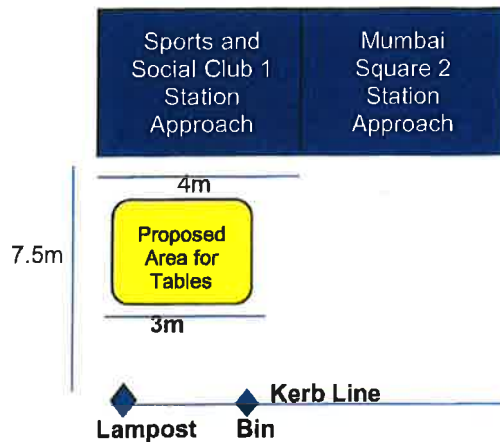 Sports and
Social Club 1
Station
Approach
Mumbai
Square 2
Station
Approach
4m
7.5m
Proposed
Area for
Tables
3m
Kerb Line
Lampost
Bin